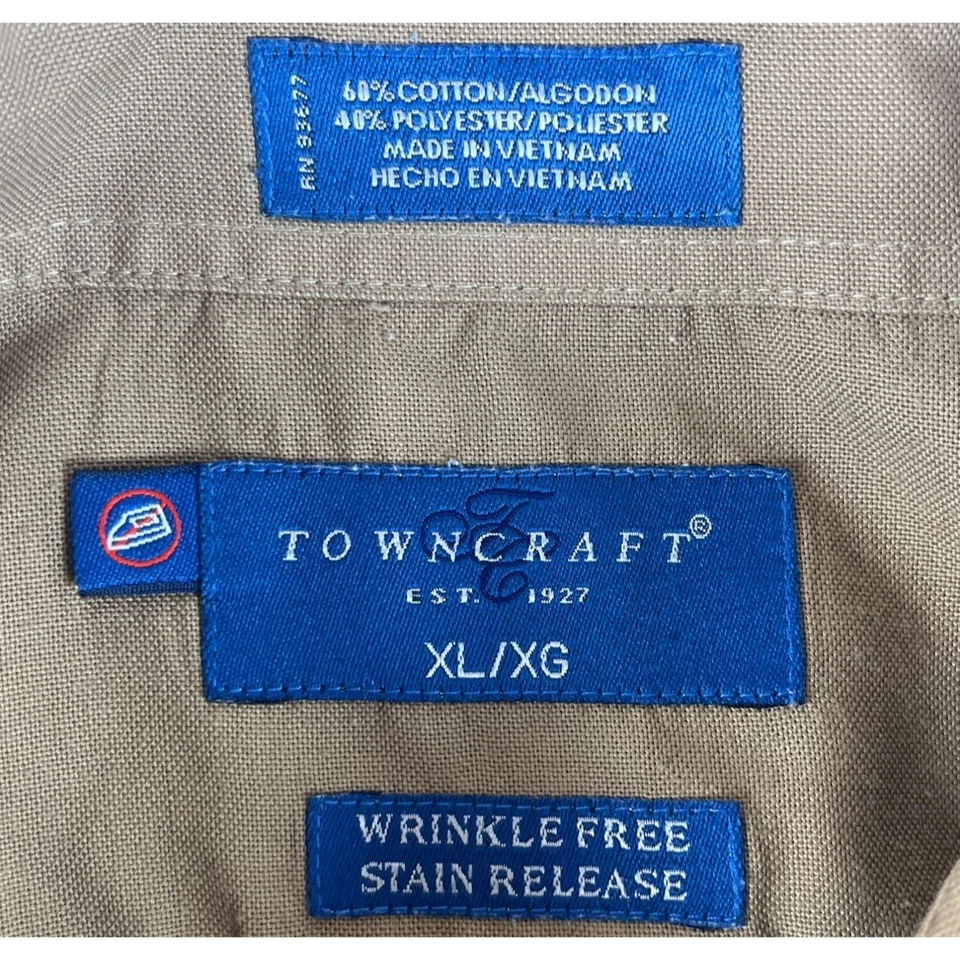 60% COTTON/ALGODON
40% POLYESTER/POLIESTER
MADE IN VIETNAM
HECHO EN VIETNAM
RN 93677
TOWNCRAFT®
EST. 1927
XL/XG
WRINKLE FREE
STAIN RELEASE